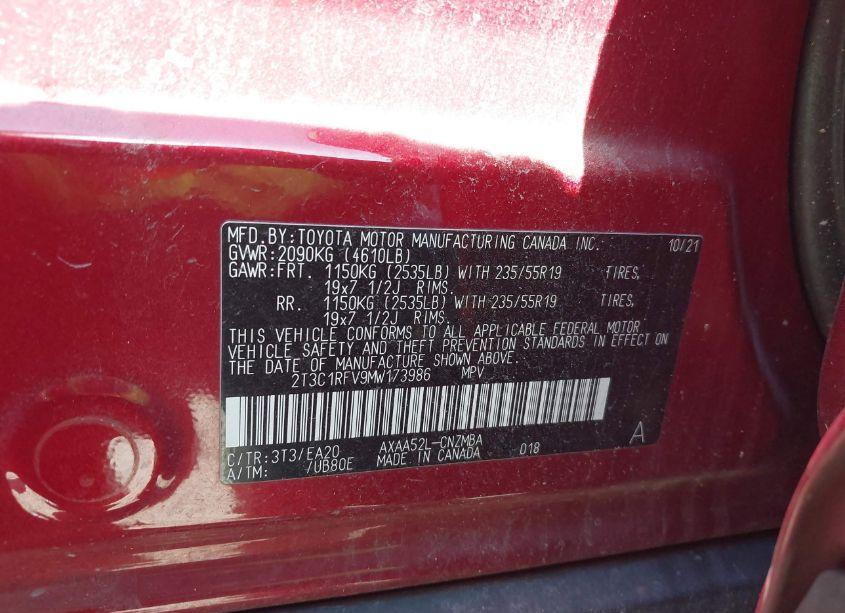 MFD.BY:TOYOTA MOTOR MANUFACTURING CANADA INC. 10/21
GVWR:2090KG (4610LB)
GAWR:FRT. 1150KG (2535LB) WITH 235/55R19 TIRES,
19x7 1/2J RIMS.
RR. 1150KG (2535LB) WITH 235/55R19 TIRES,
19x7 1/2J RIMS.
THIS VEHICLE CONFORMS TO ALL APPLICABLE FEDERAL MOTOR
VEHICLE SAFETY AND THEFT PREVENTION STANDARDS IN EFFECT ON
THE DATE OF MANUFACTURE SHOWN ABOVE.
2T3C1RFV9MW173986 MPV
C/TR:3T3/EA20 AXAA52L-CNZMBA 018 A
A/TM: /UB80E MADE IN CANADA